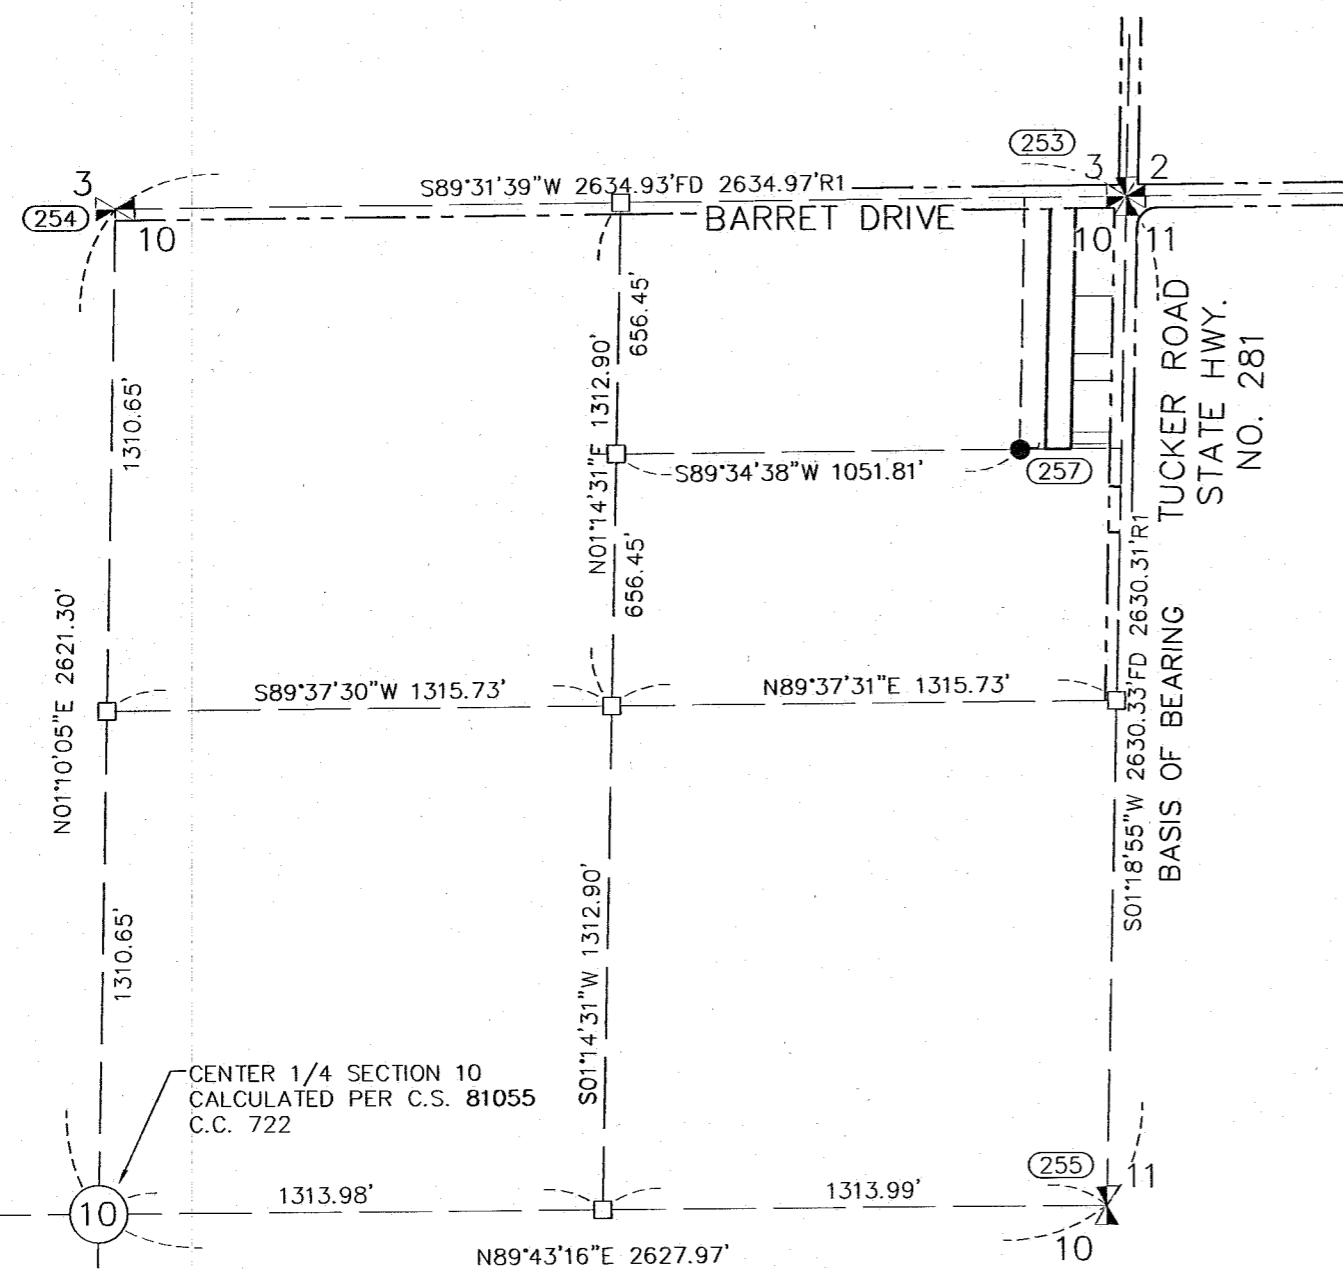 253
3
3
2
S89°31'39"W 2634.93'FD 2634.97'R1
254
10
BARRET DRIVE
10
11
656.45'
TUCKER ROAD
STATE HWY.
NO. 281
1310.65'
N01°14'31"E 1312.90'
S89°34'38"W 1051.81'
257
656.45'
S01°18'55"W 2630.33'FD 2630.31'R1
BASIS OF BEARING
N01°10'05"E 2621.30'
S89°37'30"W 1315.73'
N89°37'31"E 1315.73'
1310.65'
S01°14'31"W 1312.90'
CENTER 1/4 SECTION 10
CALCULATED PER C.S. 81055
C.C. 722
255
11
1313.98'
1313.99'
10
10
N89°43'16"E 2627.97'